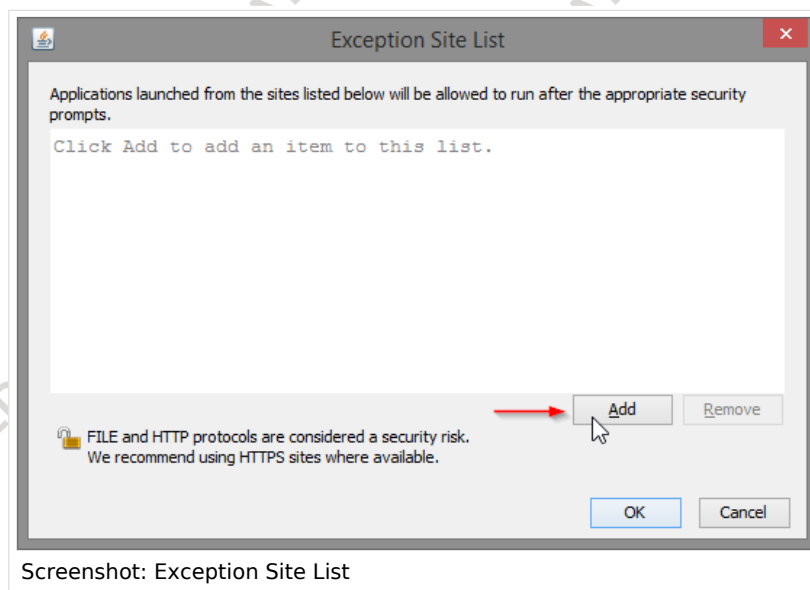 Exception Site List
Applications launched from the sites listed below will be allowed to run after the appropriate security
prompts.
Click Add to add an item to this list.
Add
Remove
FILE and HTTP protocols are considered a security risk.
We recommend using HTTPS sites where available.
OK
Cancel
Screenshot: Exception Site List